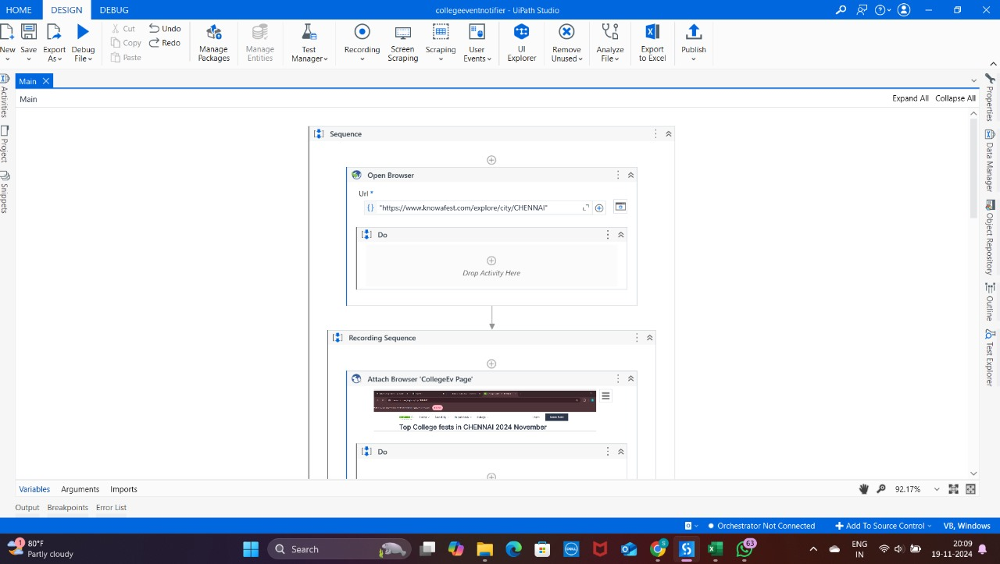 HOME DESIGN DEBUG
collegeeventnotifier - UiPath Studio
New Save Export As Debug File
Cut
Copy
Paste
Undo
Redo
Manage Packages
Manage Entities
Test Manager
Recording
Screen Scraping
Scraping
User Events
UI Explorer
Remove Unused
Analyze File
Export to Excel
Publish
Main
Main
Expand All Collapse All
Activities
Project
Snippets
Sequence
Open Browser
Url *
"https://www.knowafest.com/explore/city/CHENNAI"
Do
Drop Activity Here
Recording Sequence
Attach Browser 'CollegeEv Page'
Top College fests in CHENNAI 2024 November
Do
Properties
Data Manager
Object Repository
Outline
Test Explorer
Variables Arguments Imports
92.17%
Output Breakpoints Error List
Orchestrator Not Connected
Add To Source Control
VB, Windows
1
80°F
Partly cloudy
Search
DELL
S
63
ENG
IN
20:09
19-11-2024